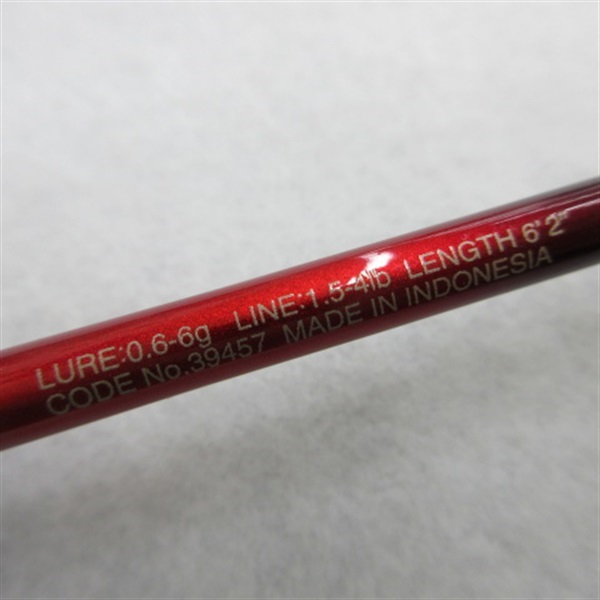 LURE:0.6-6g LINE:1.5-4lb LENGTH 6'2"
CODE No.39457 MADE IN INDONESIA